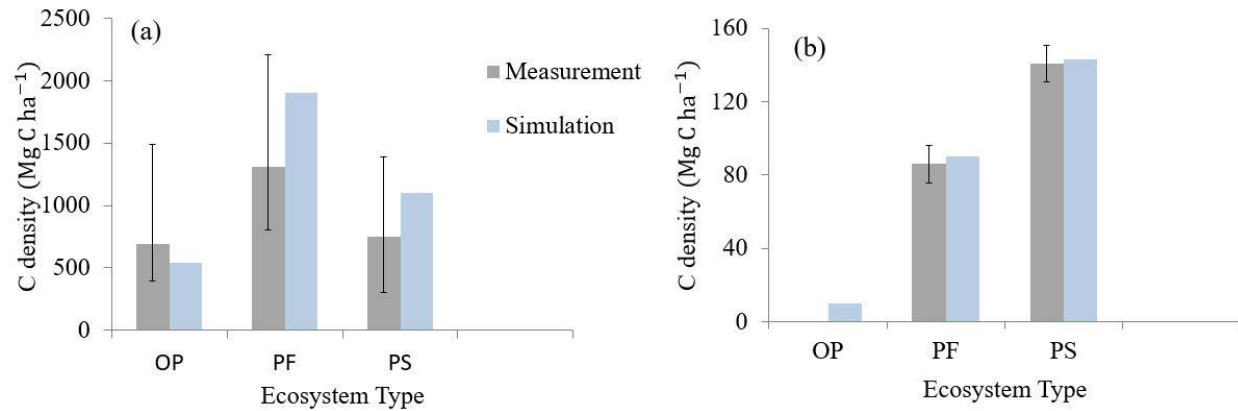 (a)
2500
2000
1500
1000
500
0
C density (Mg C ha⁻¹)
Measurement
Simulation
OP PF PS
Ecosystem Type
(b)
160
120
80
40
0
C density (Mg C ha⁻¹)
OP PF PS
Ecosystem Type